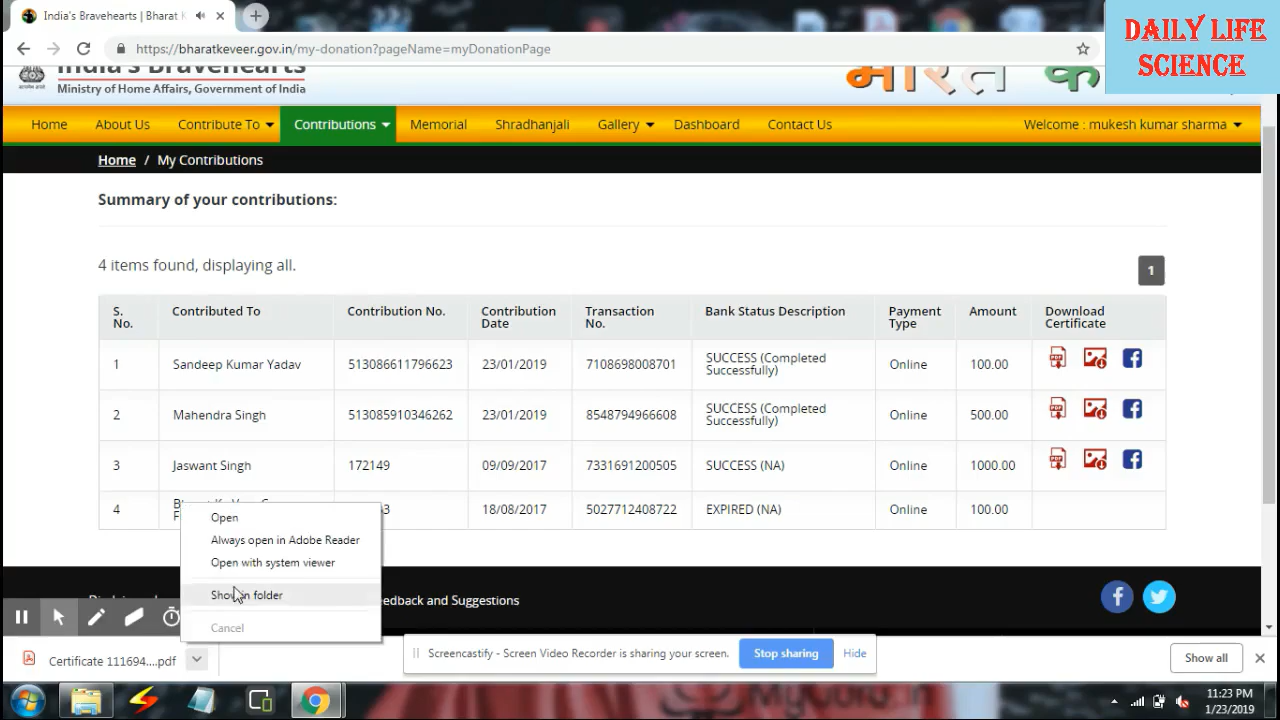 India's Bravehearts | Bharat K
DAILY LIFE
SCIENCE
https://bharatkeveer.gov.in/my-donation?pageName=myDonationPage
India's Bravehearts
Ministry of Home Affairs, Government of India
भारत के
Home About Us Contribute To Contributions Memorial Shradhanjali Gallery Dashboard Contact Us Welcome : mukesh kumar sharma
Home / My Contributions
Summary of your contributions:
4 items found, displaying all.
1
S. No. Contributed To Contribution No. Contribution Date Transaction No. Bank Status Description Payment Type Amount Download Certificate
1 Sandeep Kumar Yadav 513086611796623 23/01/2019 7108698008701 SUCCESS (Completed Successfully) Online 100.00
2 Mahendra Singh 513085910346262 23/01/2019 8548794966608 SUCCESS (Completed Successfully) Online 500.00
3 Jaswant Singh 172149 09/09/2017 7331691200505 SUCCESS (NA) Online 1000.00
4 18/08/2017 5027712408722 EXPIRED (NA) Online 100.00
Open
Always open in Adobe Reader
Open with system viewer
Show in folder
Cancel
eedback and Suggestions
Certificate 111694....pdf
Screencastify - Screen Video Recorder is sharing your screen. Stop sharing Hide
Show all
11:23 PM
1/23/2019